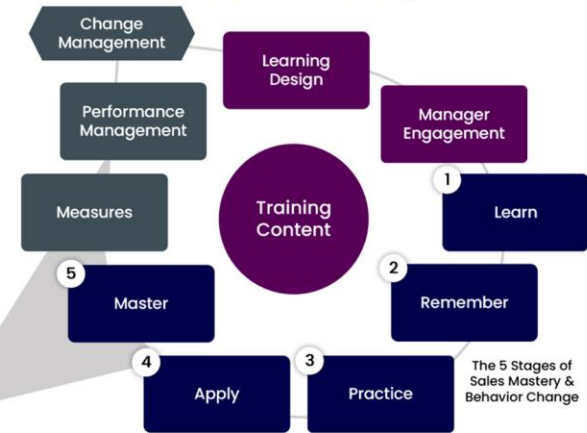 Change
Management
Learning
Design
Performance
Management
Manager
Engagement
Training
Content
Measures
1
Learn
5
Master
2
Remember
4
Apply
3
Practice
The 5 Stages of
Sales Mastery &
Behavior Change